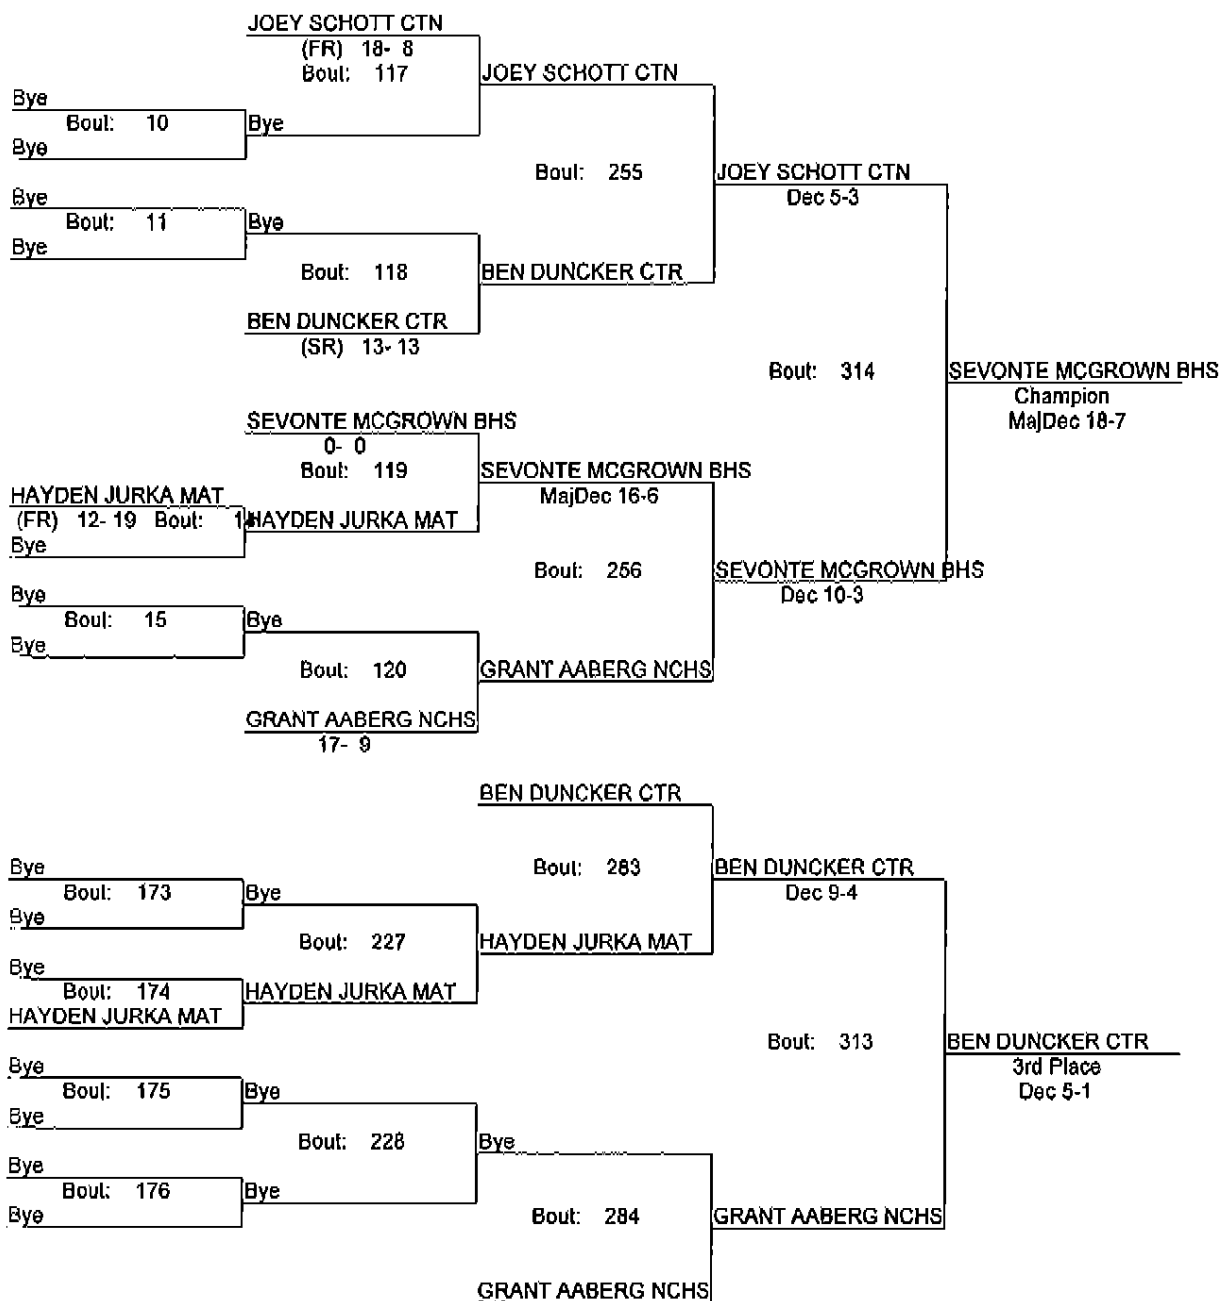 JOEY SCHOTT CTN
(FR) 18- 8
Bout: 117
JOEY SCHOTT CTN
Bye
Bout: 10
Bye
Bye
Bout: 255
JOEY SCHOTT CTN
Dec 5-3
Bye
Bout: 11
Bye
Bye
Bout: 118
BEN DUNCKER CTR
BEN DUNCKER CTR
(SR) 13- 13
Bout: 314
SEVONTE MCGROWN BHS
Champion
MajDec 18-7
SEVONTE MCGROWN BHS
0- 0
Bout: 119
SEVONTE MCGROWN BHS
MajDec 16-6
HAYDEN JURKA MAT
(FR) 12- 19 Bout:
HAYDEN JURKA MAT
Bye
Bout: 256
SEVONTE MCGROWN BHS
Dec 10-3
Bye
Bout: 15
Bye
Bye
Bout: 120
GRANT AABERG NCHS
GRANT AABERG NCHS
17- 9
BEN DUNCKER CTR
Bout: 283
BEN DUNCKER CTR
Dec 9-4
Bye
Bout: 173
Bye
Bye
Bout: 227
HAYDEN JURKA MAT
Bye
Bout: 174
HAYDEN JURKA MAT
HAYDEN JURKA MAT
Bout: 313
BEN DUNCKER CTR
3rd Place
Dec 5-1
Bye
Bout: 175
Bye
Bye
Bout: 228
Bye
Bye
Bout: 176
Bye
Bye
Bout: 284
GRANT AABERG NCHS
GRANT AABERG NCHS